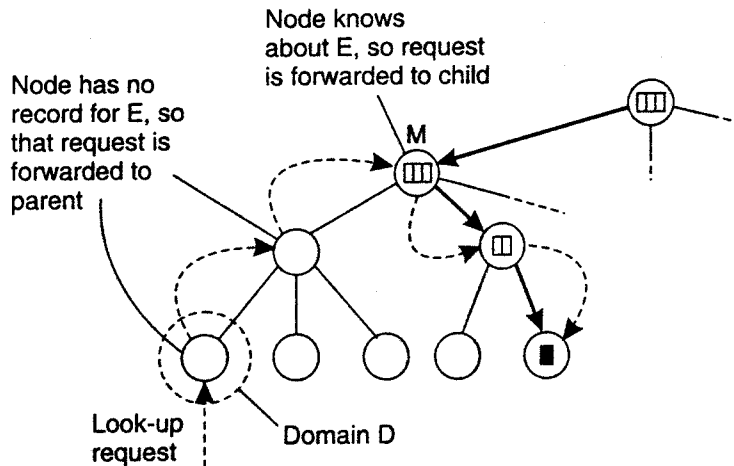 Node knows
about E, so request
is forwarded to child
Node has no
record for E, so
that request is
forwarded to
parent
M
Look-up
request
Domain D